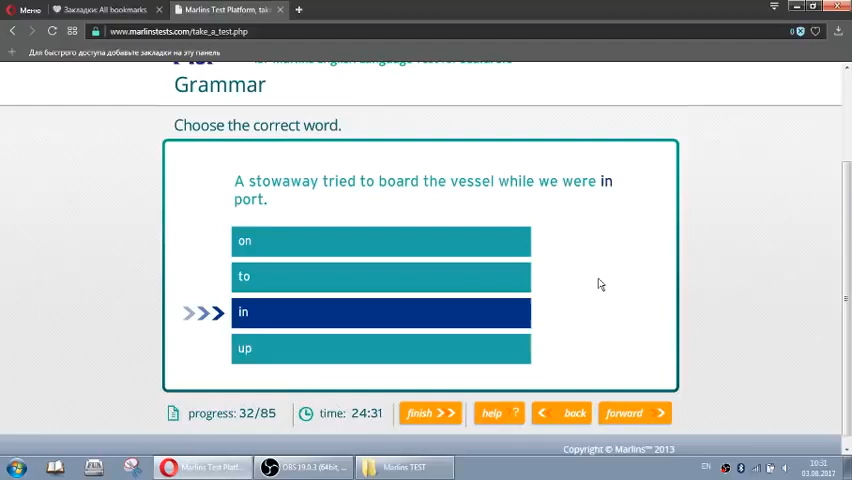 Меню
Закладки: All bookmarks
Marlins Test Platform, take
www.marlinstests.com/take_a_test.php
0
Для быстрого доступа добавьте закладки на эту панель
Grammar
Choose the correct word.
A stowaway tried to board the vessel while we were in
port.
on
to
in
up
progress: 32/85
time: 24:31
finish
help ?
back
forward
Copyright © Marlins™ 2013
Marlins Test Platf...
OBS 19.0.3 (64bit, ...
Marlins TEST
EN
10:31
03.08.2017